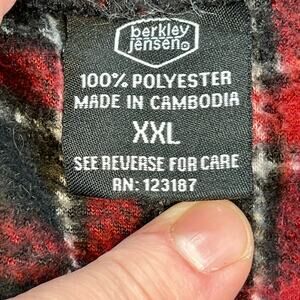 berkley
jensen
100% POLYESTER
MADE IN CAMBODIA
XXL
SEE REVERSE FOR CARE
RN: 123187